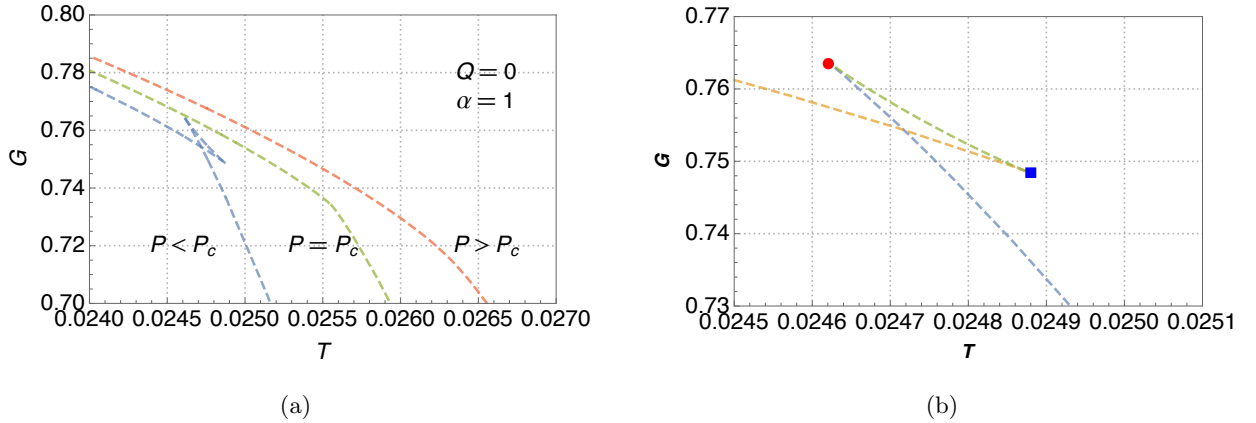 0.80
0.78
0.76
0.74
0.72
0.70
G
Q = 0
α = 1
P < P_c
P = P_c
P > P_c
0.0240 0.0245 0.0250 0.0255 0.0260 0.0265 0.0270
T
(a)
0.77
0.76
0.75
0.74
0.73
G
0.0245 0.0246 0.0247 0.0248 0.0249 0.0250 0.0251
T
(b)